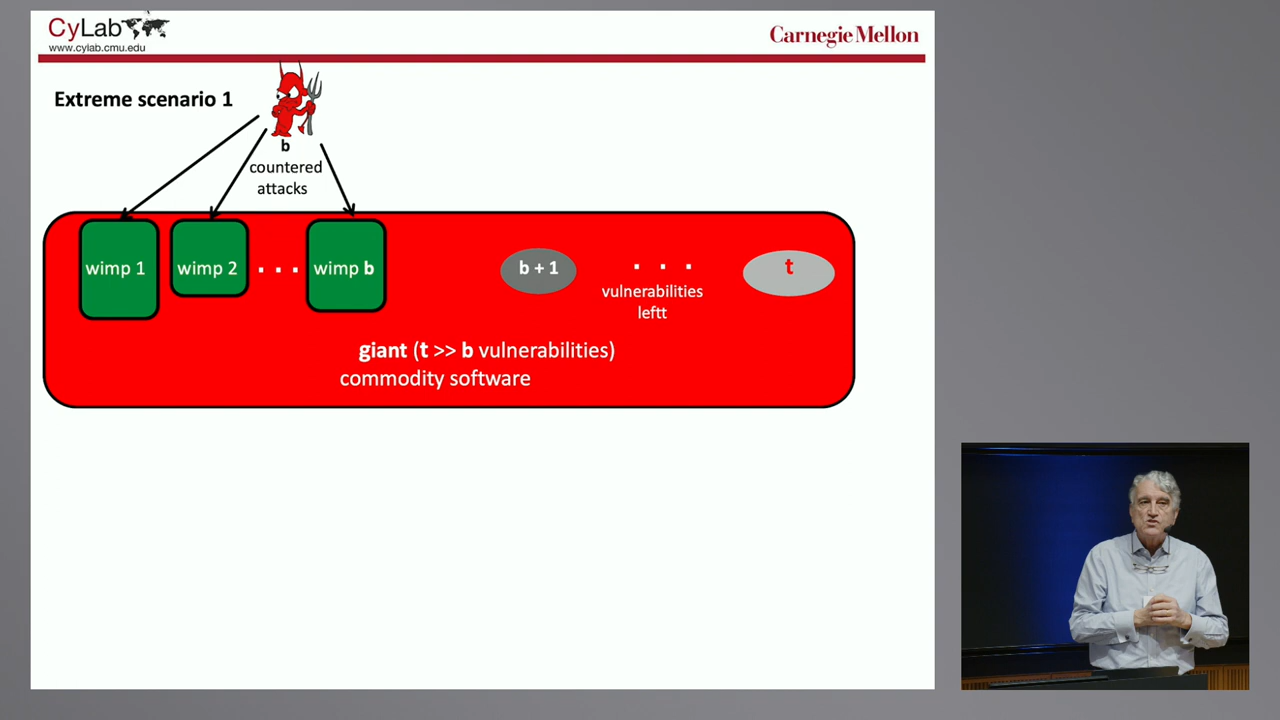 CyLab
www.cylab.cmu.edu
Carnegie Mellon
Extreme scenario 1
b
countered
attacks
wimp 1
wimp 2
. . .
wimp b
b + 1
. . .
vulnerabilities
leftt
t
giant (t >> b vulnerabilities)
commodity software